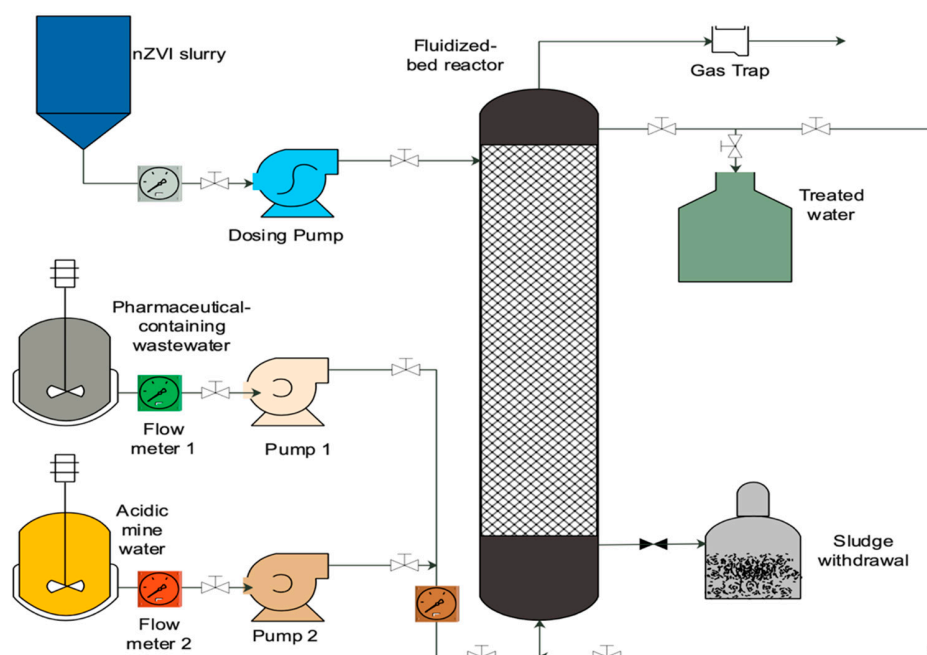 nZVI slurry
Fluidized-
bed reactor
Gas Trap
Dosing Pump
Treated
water
Pharmaceutical-
containing
wastewater
Flow
meter 1
Pump 1
Acidic
mine
water
Flow
meter 2
Pump 2
Sludge
withdrawal